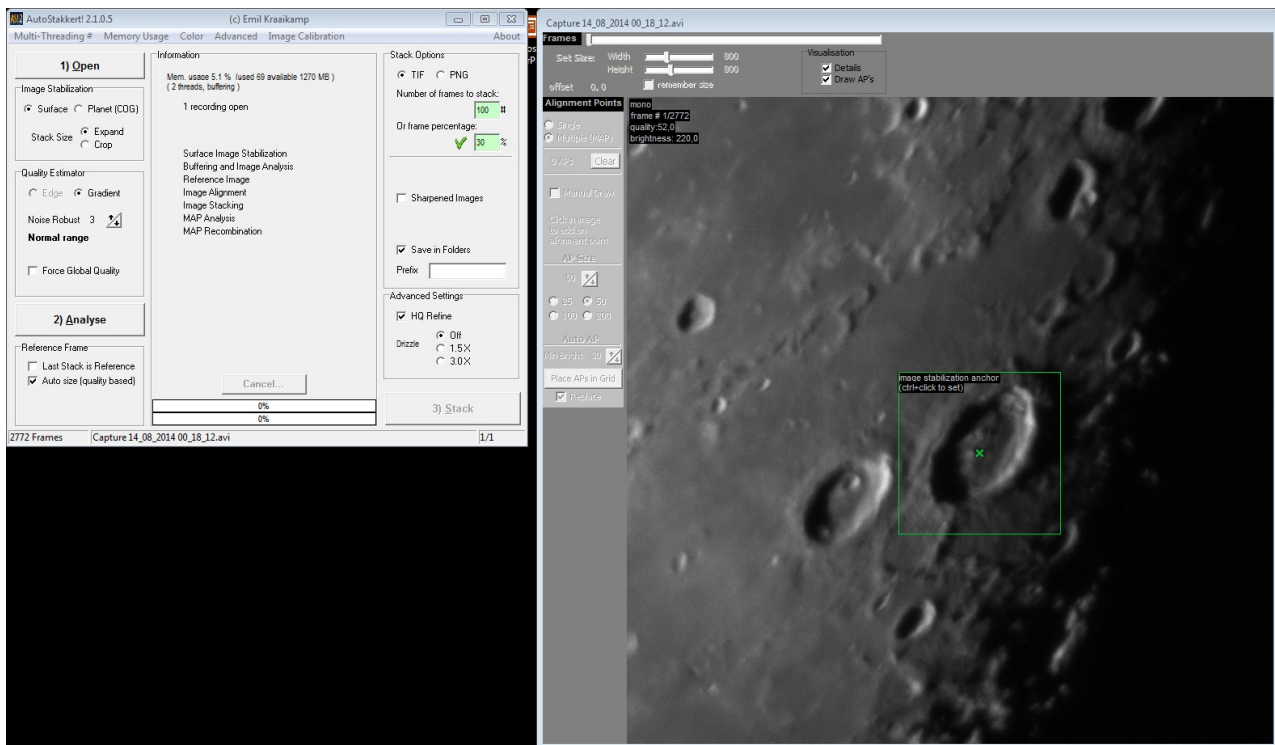 AutoStakkert! 2.1.0.5 (c) Emil Kraaikamp
Multi-Threading # Memory Usage Color Advanced Image Calibration About
1) Open
Image Stabilization
Surface Planet (COG)
Stack Size Expand
Crop
Quality Estimator
Edge Gradient
Noise Robust 3
Normal range
Force Global Quality
2) Analyse
Reference Frame
Last Stack is Reference
Auto size (quality based)
Information
Mem. usage 5.1 % (used 69 available 1270 MB )
( 2 threads, buffering )
1 recording open
Surface Image Stabilization
Buffering and Image Analysis
Reference Image
Image Alignment
Image Stacking
MAP Analysis
MAP Recombination
Cancel...
0%
0%
Stack Options
TIF PNG
Number of frames to stack:
100 #
Or frame percentage:
30 %
Sharpened Images
Save in Folders
Prefix
Advanced Settings
HQ Refine
Drizzle Off
1.5X
3.0X
3) Stack
2772 Frames Capture 14_08_2014 00_18_12.avi 1/1
Capture 14_08_2014 00_18_12.avi
Frames
Set Size: Width 800
Height 800
offset 0, 0 remember size
Visualisation
Details
Draw AP's
Alignment Points
Single
Multiple (MAP)
0 APs Clear
Manual Draw
Click in image
to add an
alignment point
AP Size
50
25 50
100 200
Auto AP
Min Bright 30
Place APs in Grid
Replace
mono
frame # 1/2772
quality:52,0
brightness: 220,0
image stabilization anchor
(ctrl+click to set)